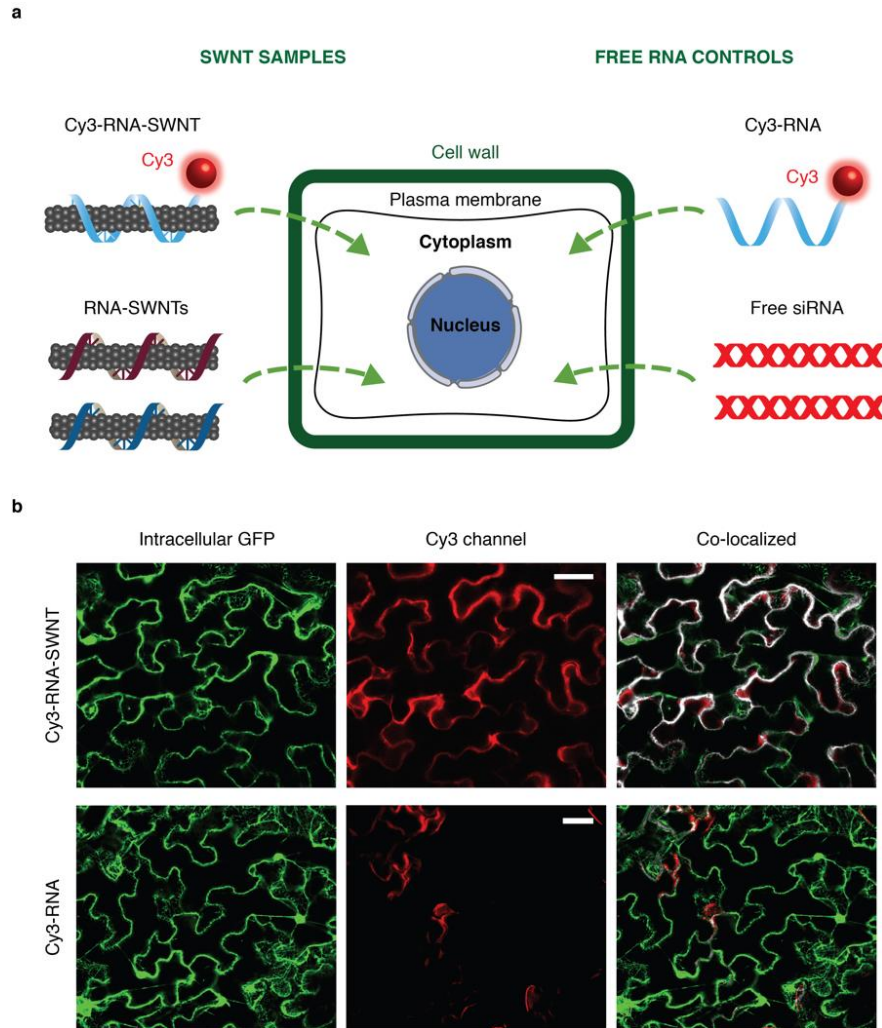 a
SWNT SAMPLES
FREE RNA CONTROLS
Cy3-RNA-SWNT
Cy3
Cell wall
Plasma membrane
Cytoplasm
Nucleus
Cy3-RNA
Cy3
RNA-SWNTs
Free siRNA
b
Intracellular GFP
Cy3 channel
Co-localized
Cy3-RNA-SWNT
Cy3-RNA